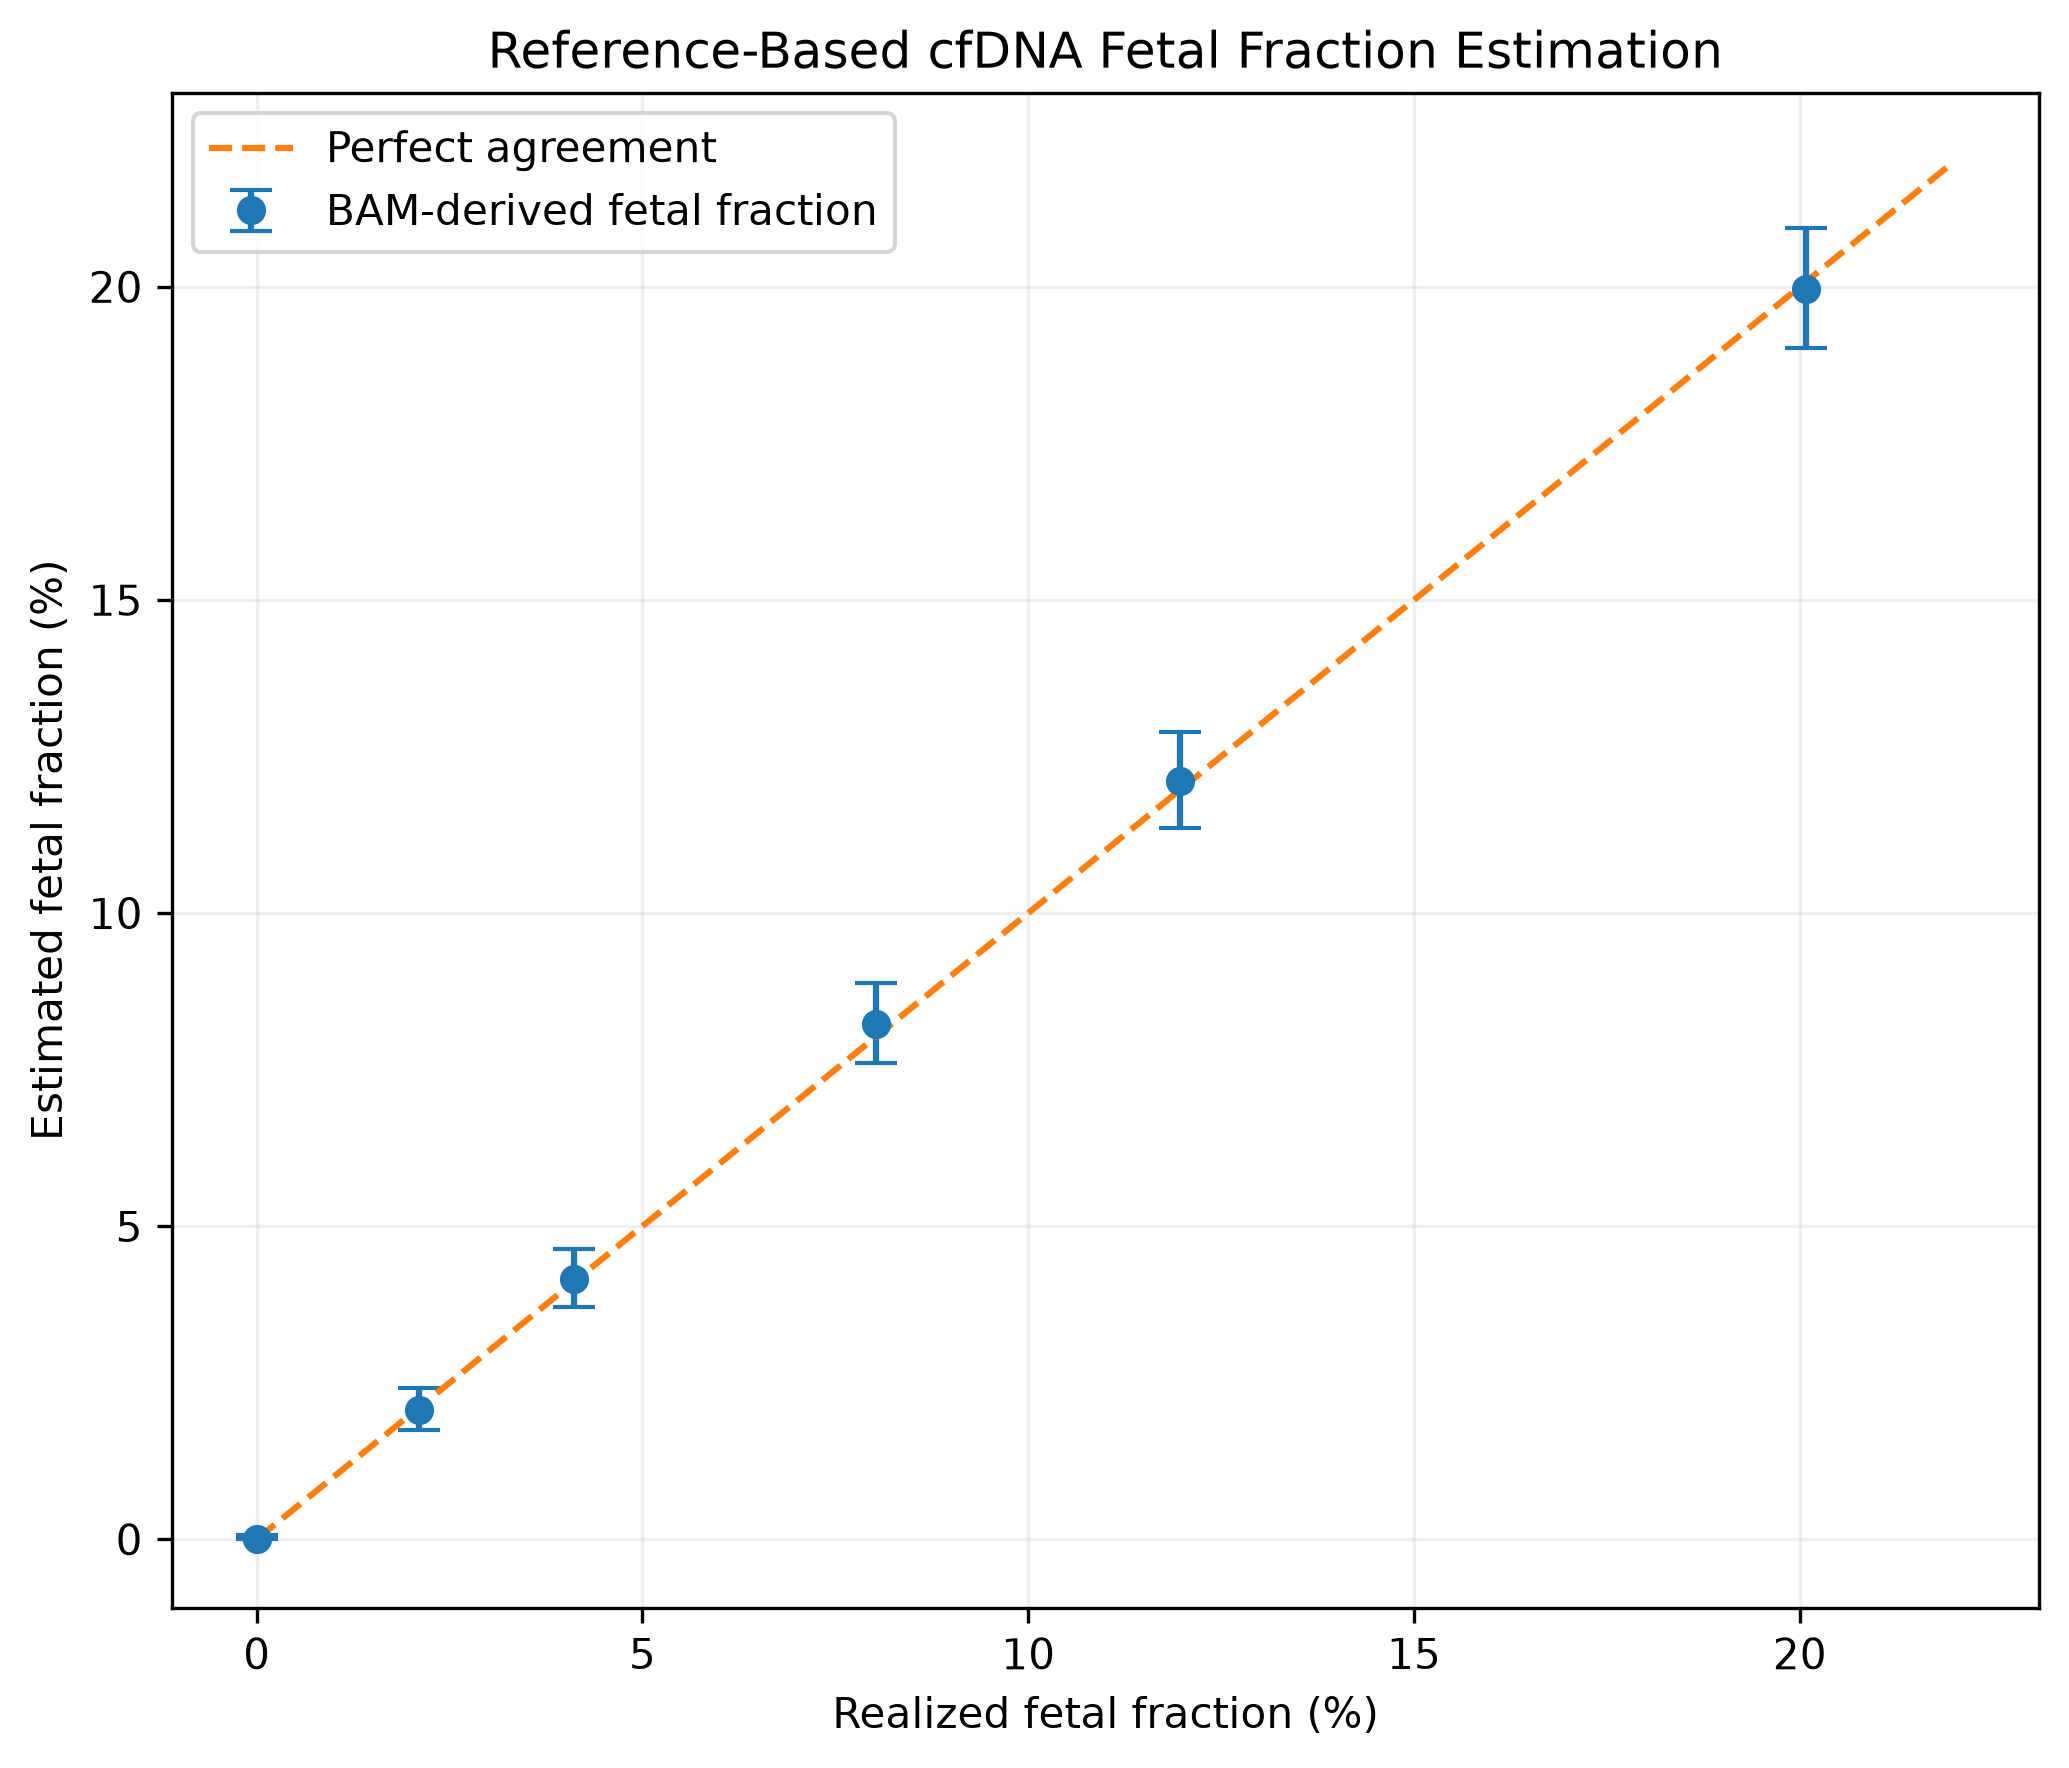 Reference-Based cfDNA Fetal Fraction Estimation
Perfect agreement
BAM-derived fetal fraction
Estimated fetal fraction (%)
20
15
10
5
0
0 5 10 15 20
Realized fetal fraction (%)